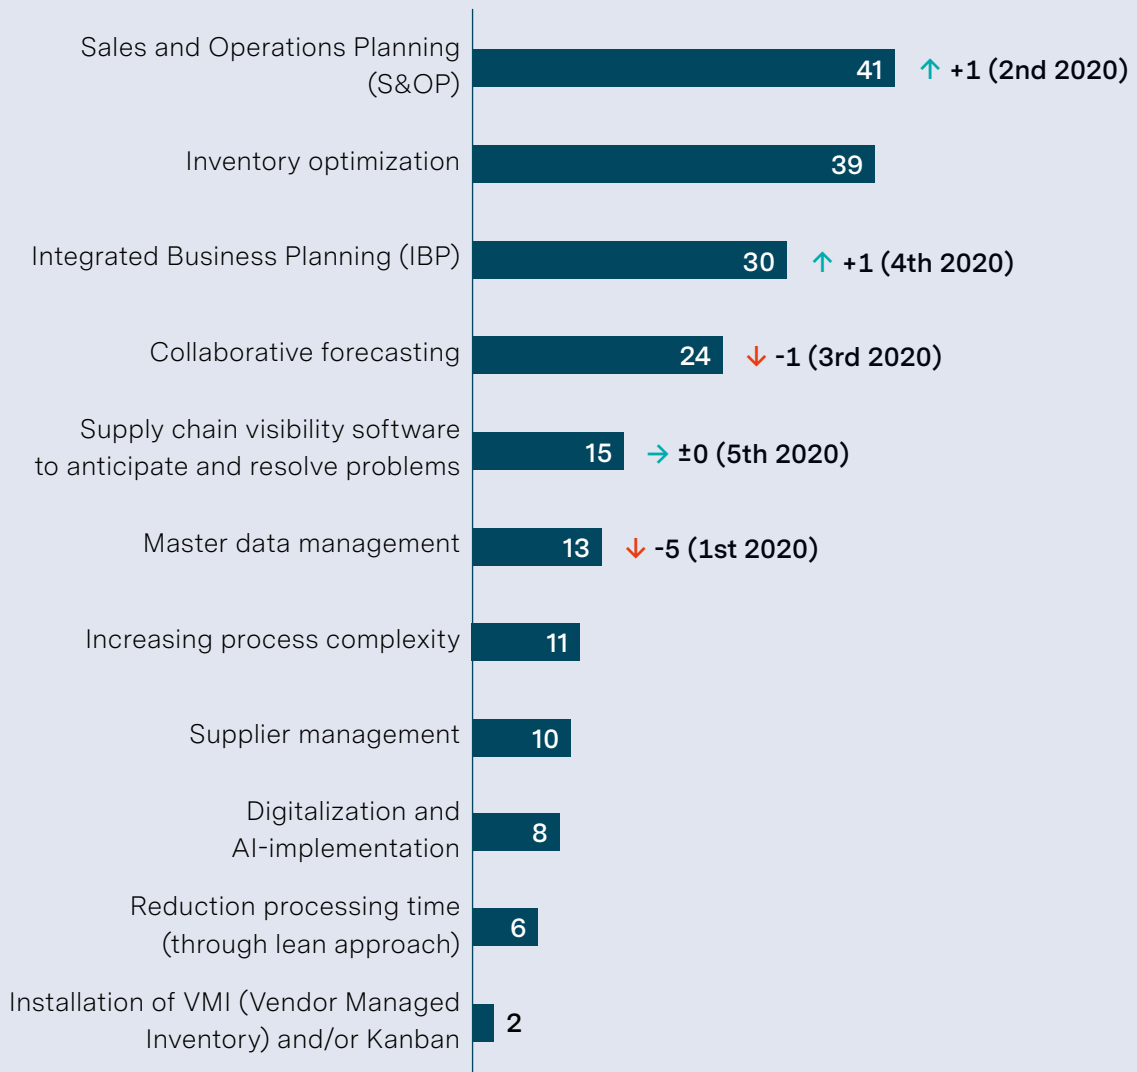 Sales and Operations Planning
(S&OP)
41
↑ +1 (2nd 2020)
Inventory optimization
39
Integrated Business Planning (IBP)
30
↑ +1 (4th 2020)
Collaborative forecasting
24
↓ -1 (3rd 2020)
Supply chain visibility software
to anticipate and resolve problems
15
→ ±0 (5th 2020)
Master data management
13
↓ -5 (1st 2020)
Increasing process complexity
11
Supplier management
10
Digitalization and
AI-implementation
8
Reduction processing time
(through lean approach)
6
Installation of VMI (Vendor Managed
Inventory) and/or Kanban
2